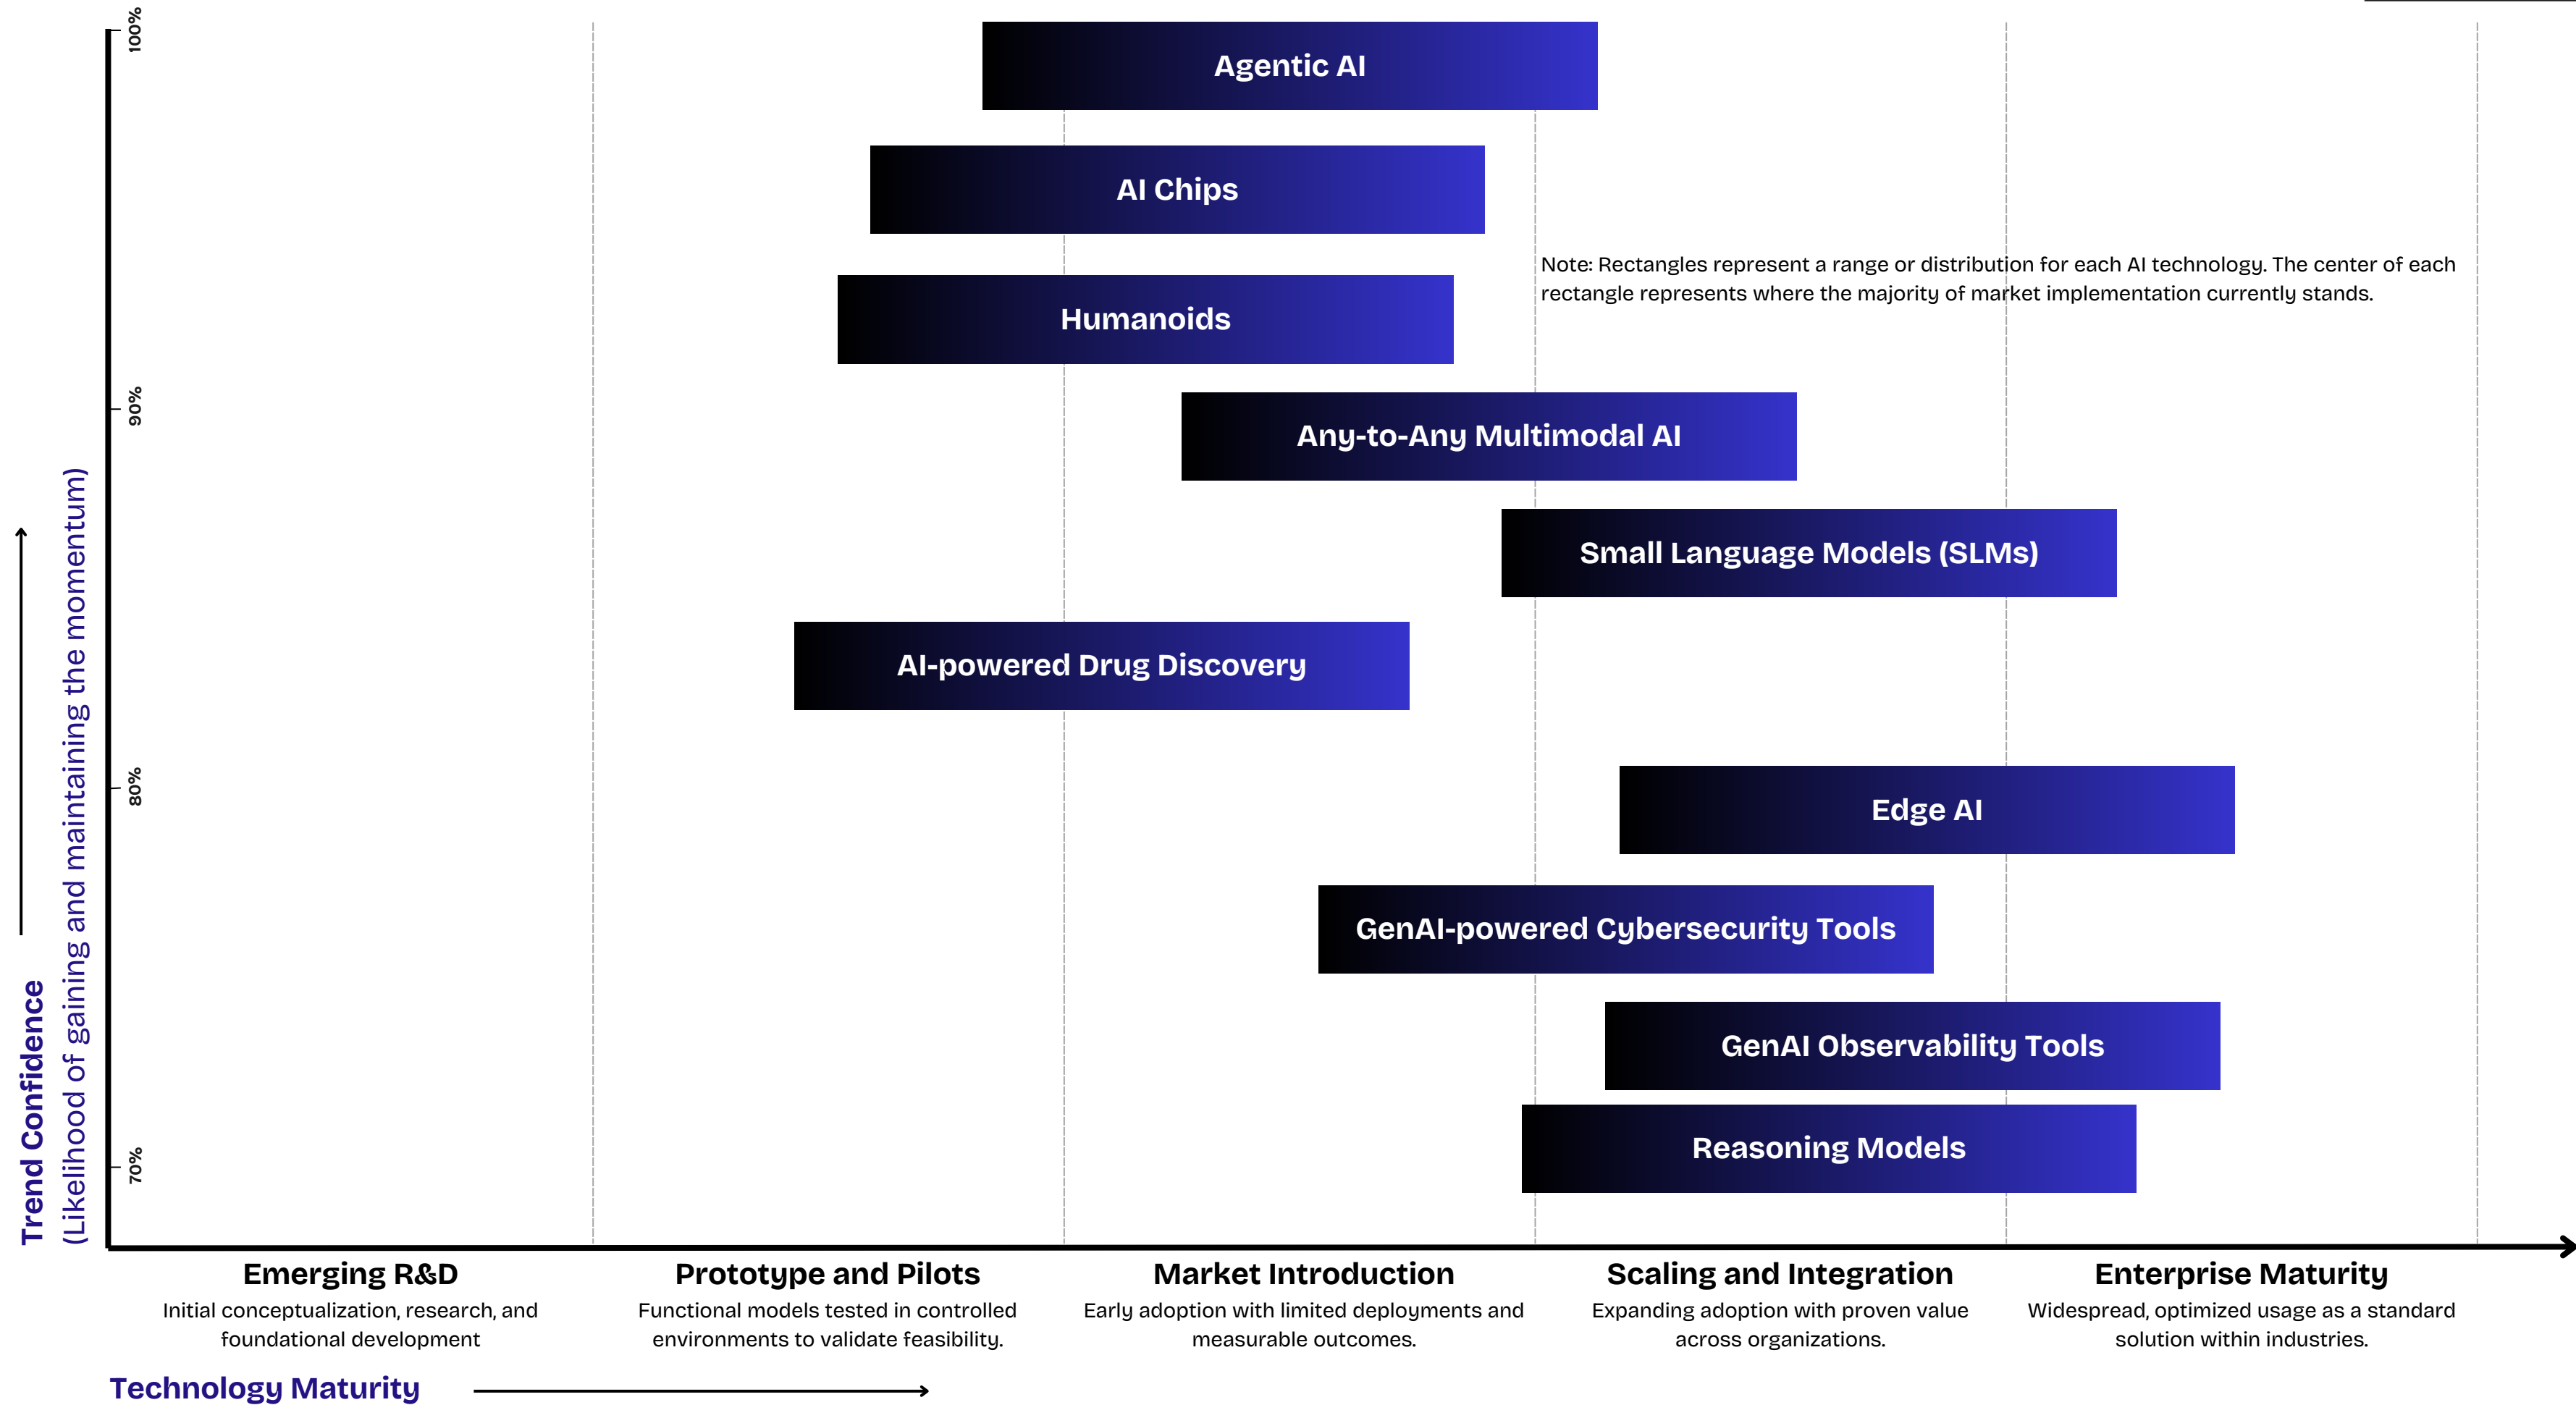 100%
Agentic AI
AI Chips
Note: Rectangles represent a range or distribution for each AI technology. The center of each
rectangle represents where the majority of market implementation currently stands.
Humanoids
90%
Any-to-Any Multimodal AI
Small Language Models (SLMs)
AI-powered Drug Discovery
80%
Edge AI
GenAI-powered Cybersecurity Tools
GenAI Observability Tools
Reasoning Models
70%
Trend Confidence
(Likelihood of gaining and maintaining the momentum)
Emerging R&D
Initial conceptualization, research, and
foundational development
Prototype and Pilots
Functional models tested in controlled
environments to validate feasibility.
Market Introduction
Early adoption with limited deployments and
measurable outcomes.
Scaling and Integration
Expanding adoption with proven value
across organizations.
Enterprise Maturity
Widespread, optimized usage as a standard
solution within industries.
Technology Maturity